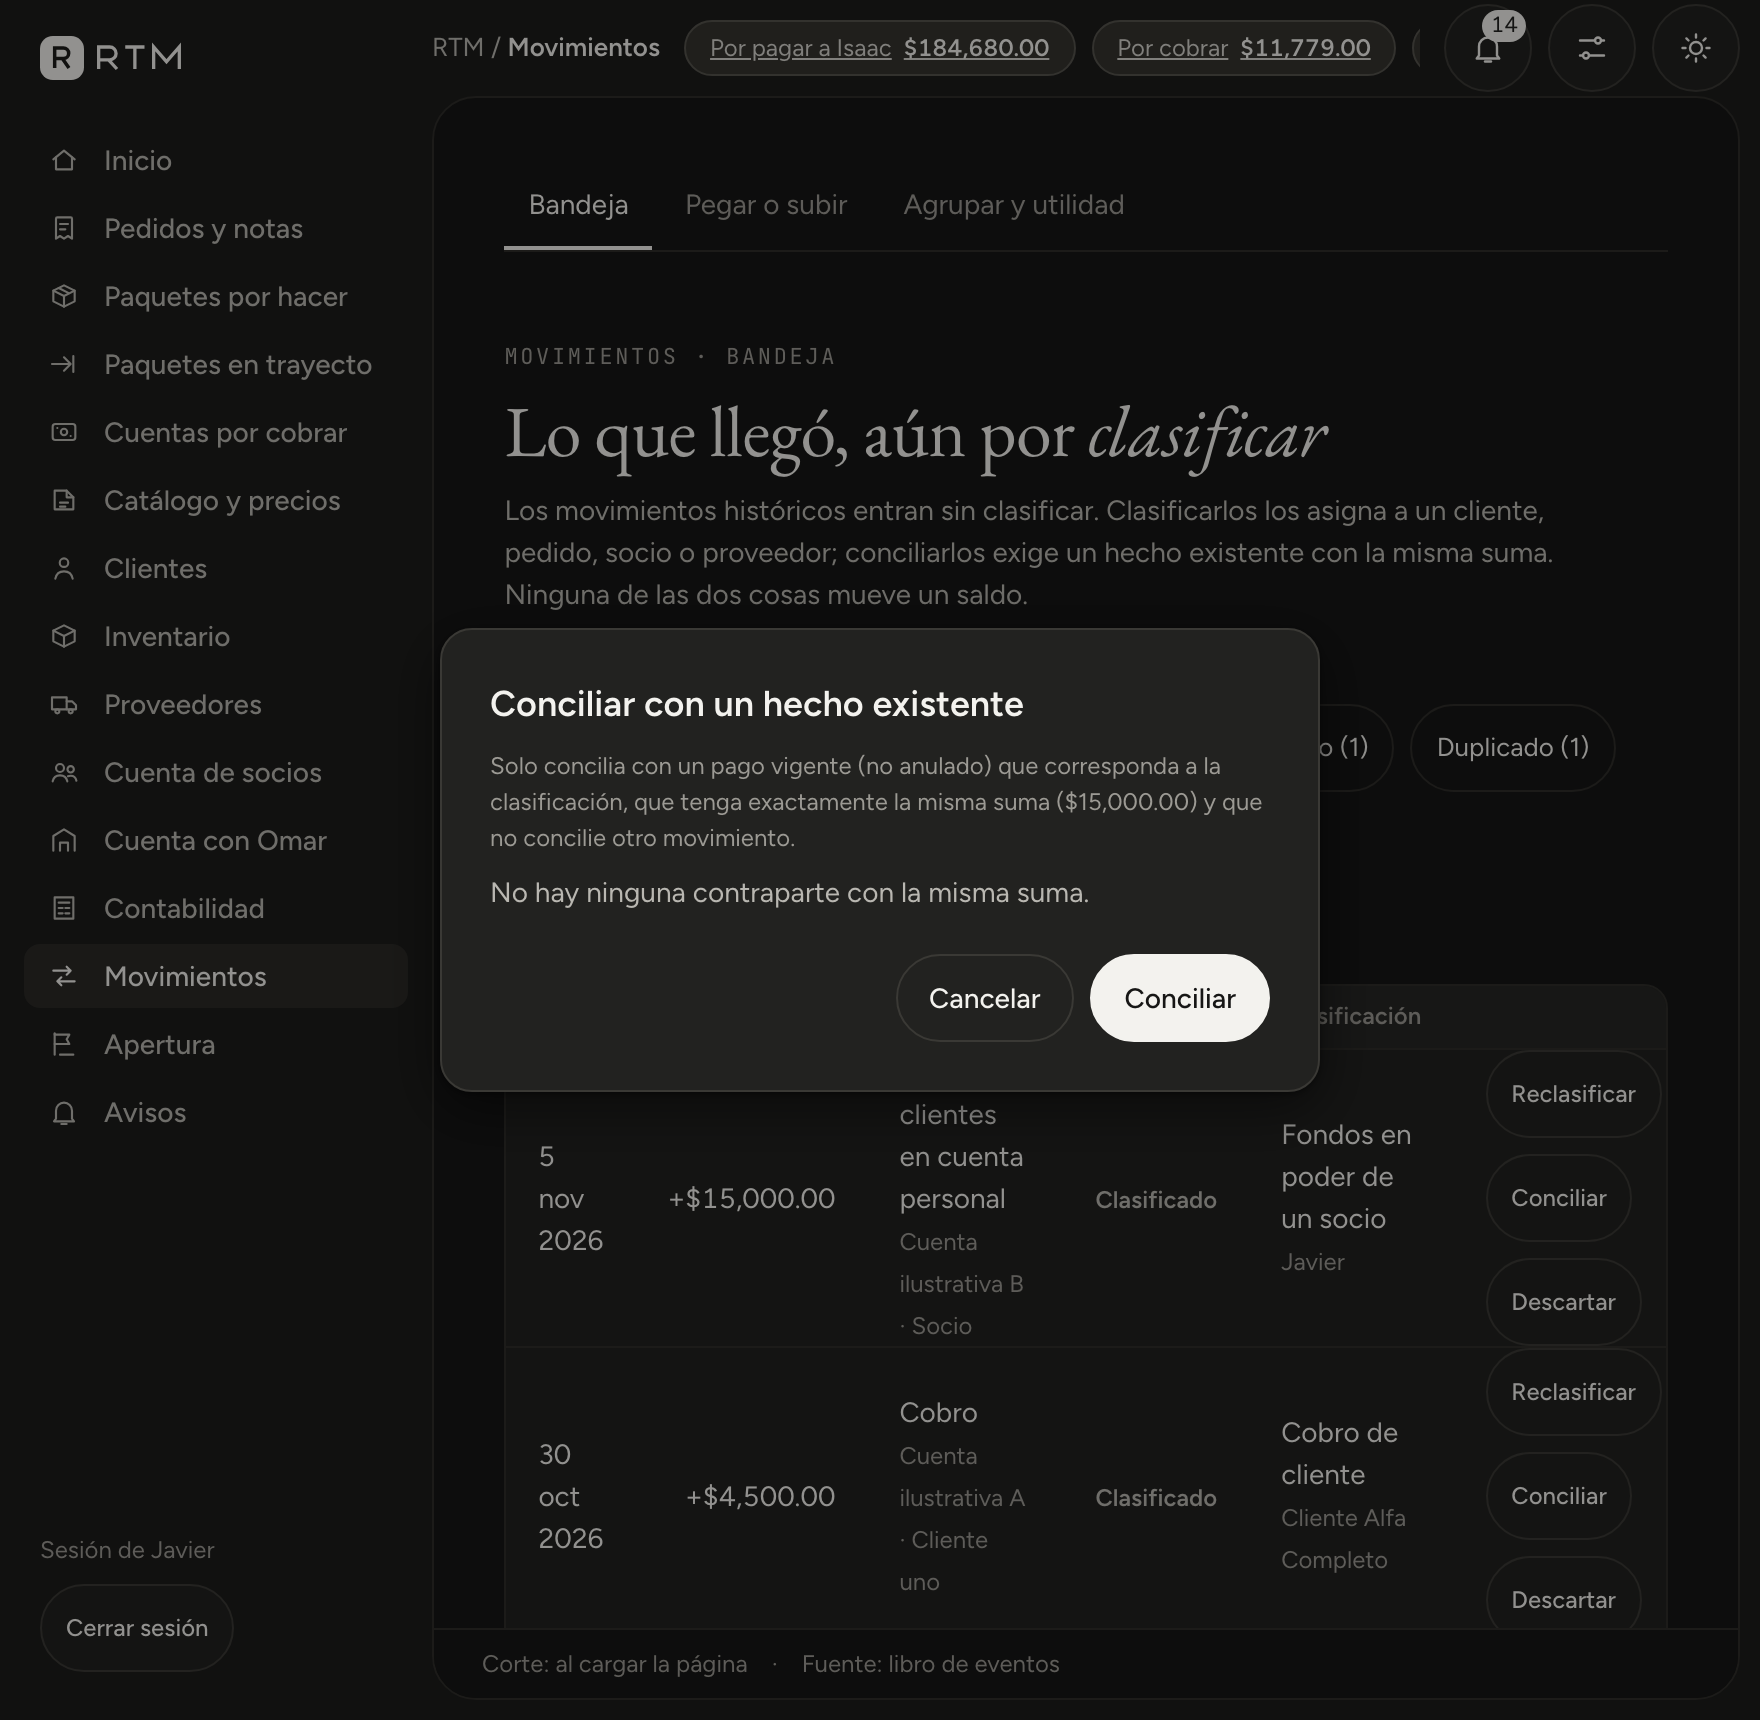 R RTM
RTM / Movimientos
Por pagar a Isaac $184,680.00
Por cobrar $11,779.00
14
Inicio
Pedidos y notas
Paquetes por hacer
Paquetes en trayecto
Cuentas por cobrar
Catálogo y precios
Clientes
Inventario
Proveedores
Cuenta de socios
Cuenta con Omar
Contabilidad
Movimientos
Apertura
Avisos
Sesión de Javier
Cerrar sesión
Bandeja
Pegar o subir
Agrupar y utilidad
MOVIMIENTOS · BANDEJA
Lo que llegó, aún por clasificar
Los movimientos históricos entran sin clasificar. Clasificarlos los asigna a un cliente,
pedido, socio o proveedor; conciliarlos exige un hecho existente con la misma suma.
Ninguna de las dos cosas mueve un saldo.
o (1)
Duplicado (1)
Conciliar con un hecho existente
Solo concilia con un pago vigente (no anulado) que corresponda a la
clasificación, que tenga exactamente la misma suma ($15,000.00) y que
no concilie otro movimiento.
No hay ninguna contraparte con la misma suma.
Cancelar
Conciliar
sificación
5
nov
2026
+$15,000.00
clientes
en cuenta
personal
Cuenta
ilustrativa B
· Socio
Clasificado
Fondos en
poder de
un socio
Javier
Reclasificar
Conciliar
Descartar
30
oct
2026
+$4,500.00
Cobro
Cuenta
ilustrativa A
· Cliente
uno
Clasificado
Cobro de
cliente
Cliente Alfa
Completo
Reclasificar
Conciliar
Descartar
Corte: al cargar la página · Fuente: libro de eventos